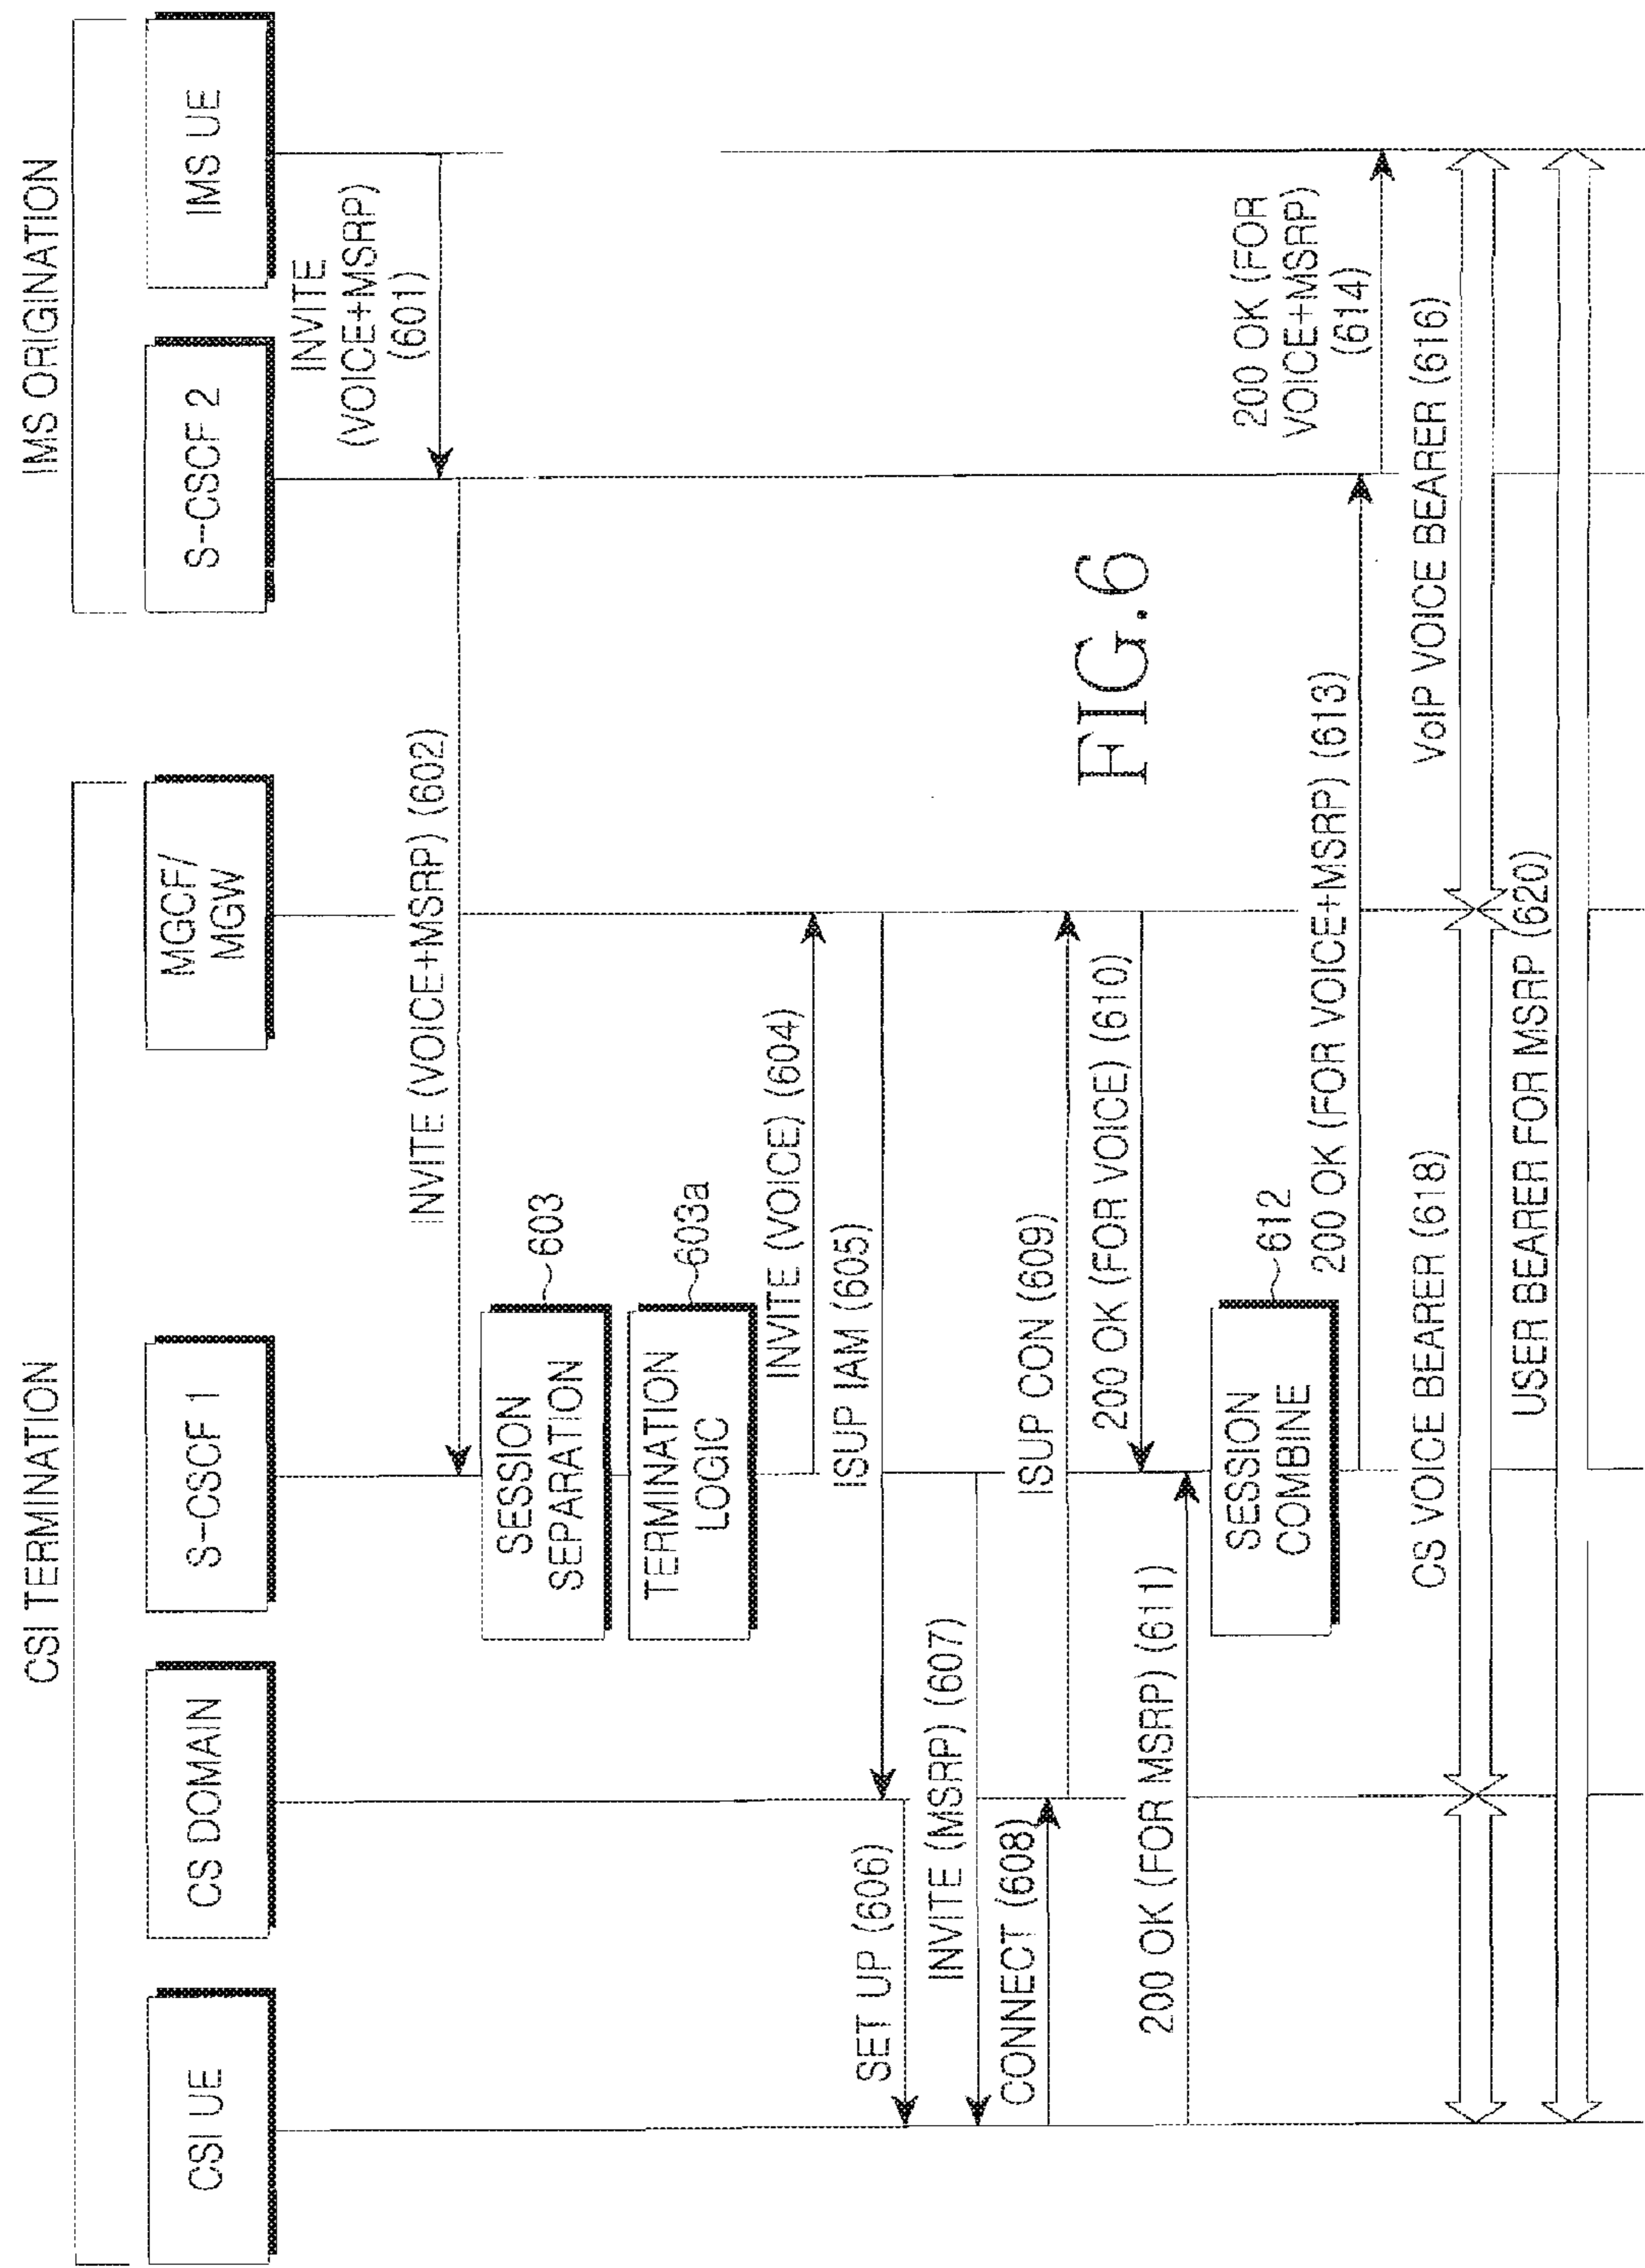 CSI TERMINATION
IMS ORIGINATION
CSI UE
CS DOMAIN
S-CSCF 1
MGCF/
MGW
S-CSCF 2
IMS UE
INVITE
(VOICE+MSRP)
(601)
INVITE (VOICE+MSRP) (602)
SESSION
SEPARATION
603
TERMINATION
LOGIC
603a
INVITE (VOICE) (604)
ISUP IAM (605)
SET UP (606)
INVITE (MSRP) (607)
CONNECT (608)
ISUP CON (609)
200 OK (FOR VOICE) (610)
200 OK (FOR MSRP) (611)
SESSION
COMBINE
612
200 OK (FOR VOICE+MSRP) (613)
200 OK (FOR
VOICE+MSRP)
(614)
CS VOICE BEARER (618)
VoIP VOICE BEARER (616)
USER BEARER FOR MSRP (620)
FIG.6